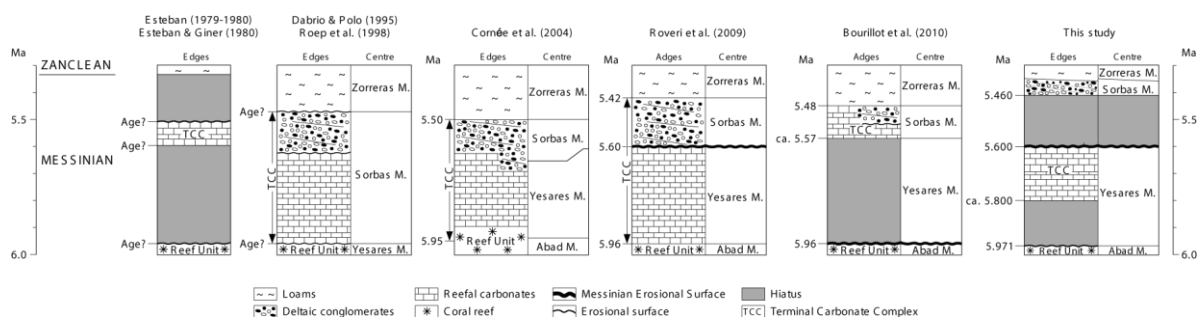 Esteban (1979-1980)
Esteban & Giner (1980)
Dabrio & Polo (1995)
Roep et al. (1998)
Cornée et al. (2004)
Roveri et al. (2009)
Bourillot et al. (2010)
This study
Ma
Edges
Edges
Centre
Ma
Edges
Centre
Ma
Adges
Centre
Ma
Edges
Centre
Edges
Centre
Ma
ZANCLEAN
5.5
MESSINIAN
6.0
Age?
TCC
Age?
Age?
Reef Unit
Age?
TCC
Age?
Reef Unit
Zorreras M.
Sorbas M.
Yesares M.
5.50
TCC
5.95
Reef Unit
Zorreras M.
Sorbas M.
Yesares M.
Abad M.
5.42
5.60
TCC
5.96
Reef Unit
Zorreras M.
Sorbas M.
Yesares M.
Abad M.
5.48
ca. 5.57
TCC
5.96
Reef Unit
Zorreras M.
Sorbas M.
Yesares M.
Abad M.
5.460
5.600
TCC
ca. 5.800
5.971
Reef Unit
Zorreras M.
Sorbas M.
Yesares M.
Abad M.
5.5
6.0
Loams
Reefal carbonates
Messinian Erosional Surface
Hiatus
Deltaic conglomerates
Coral reef
Erosional surface
TCC
Terminal Carbonate Complex